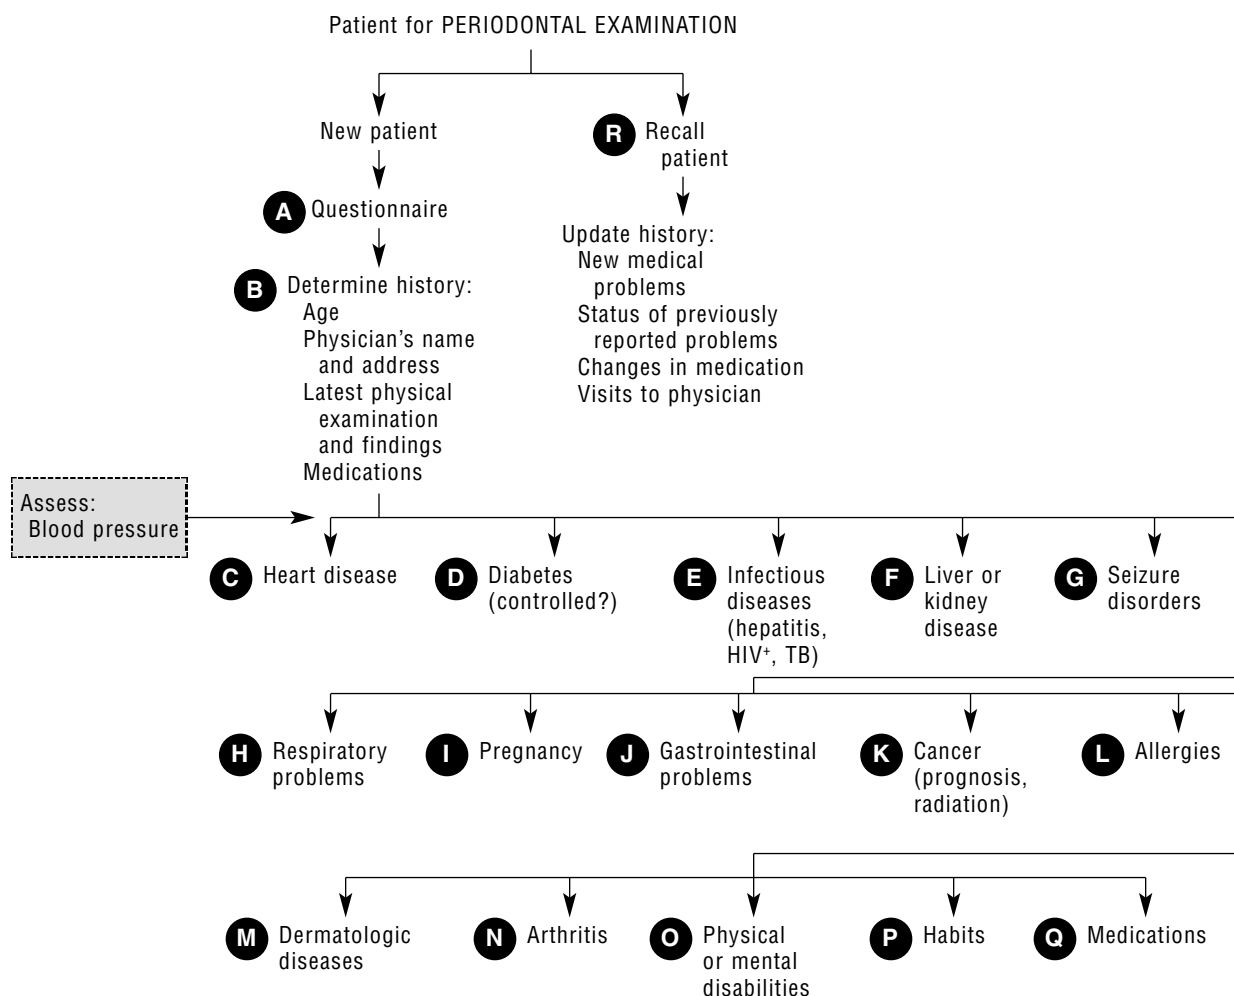 Patient for PERIODONTAL EXAMINATION
New patient
R Recall
patient
A Questionnaire
Update history:
New medical
problems
Status of previously
reported problems
Changes in medication
Visits to physician
B Determine history:
Age
Physician’s name
and address
Latest physical
examination
and findings
Medications
Assess:
Blood pressure
C Heart disease
D Diabetes
(controlled?)
E Infectious
diseases
(hepatitis,
HIV⁺, TB)
F Liver or
kidney
disease
G Seizure
disorders
H Respiratory
problems
I Pregnancy
J Gastrointestinal
problems
K Cancer
(prognosis,
radiation)
L Allergies
M Dermatologic
diseases
N Arthritis
O Physical
or mental
disabilities
P Habits
Q Medications